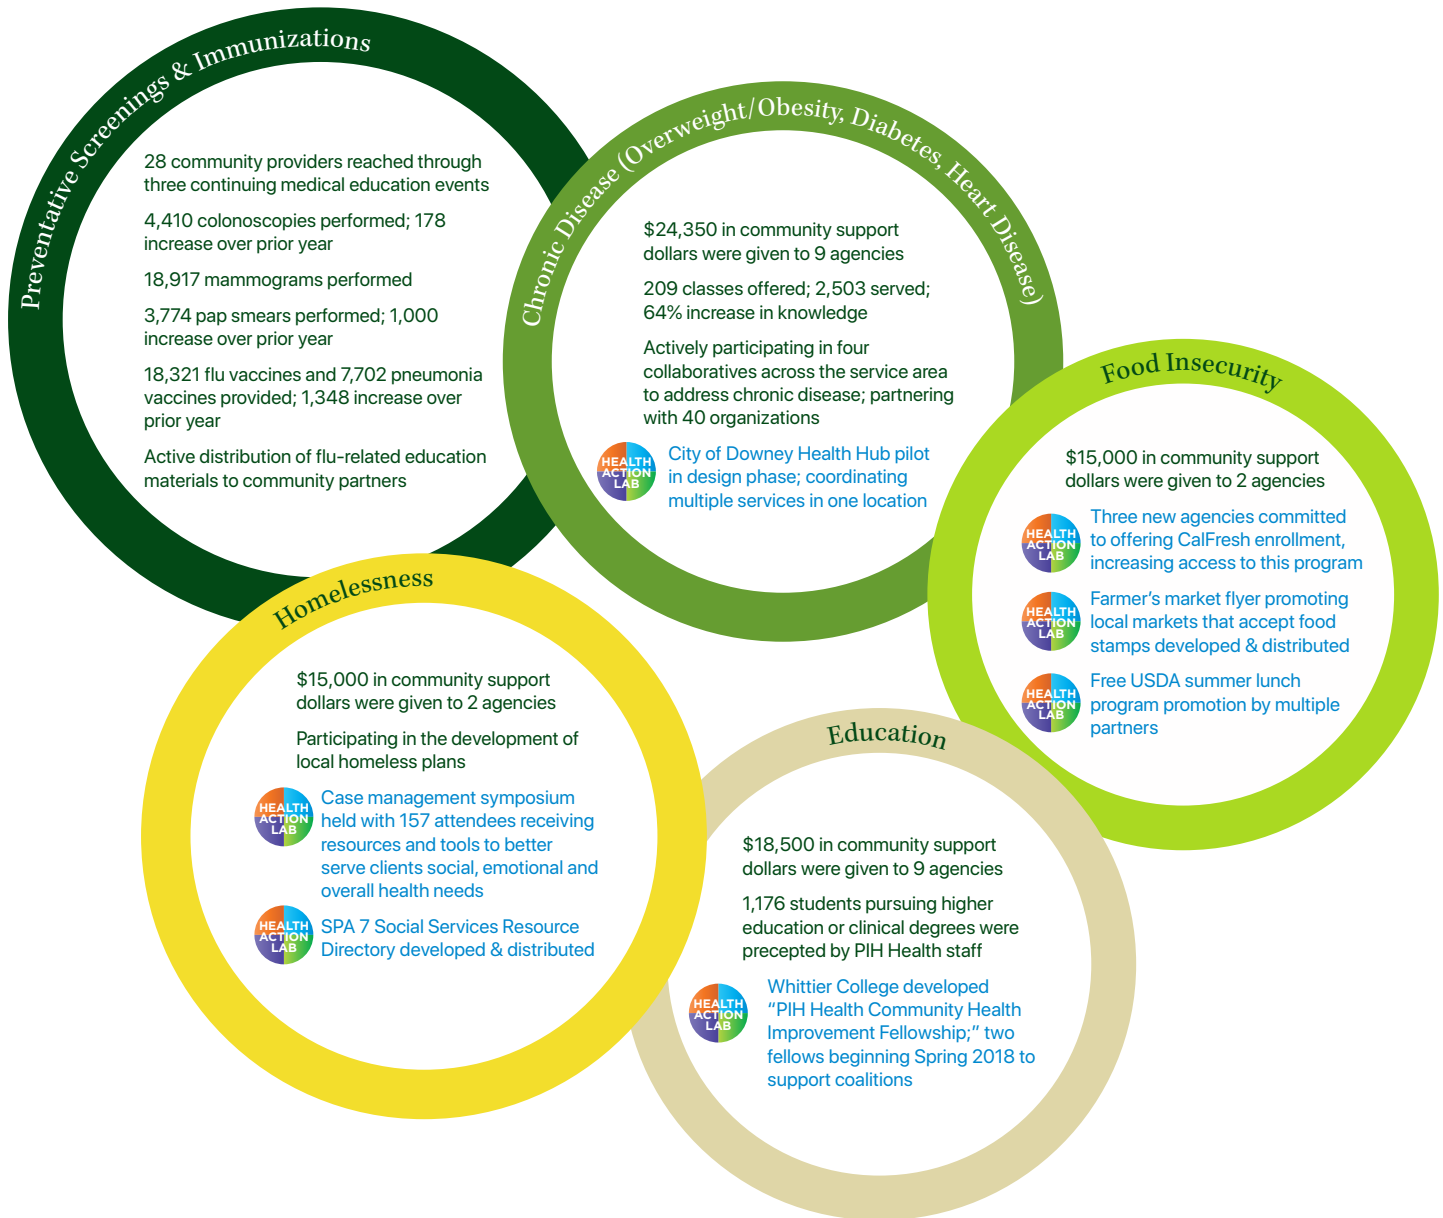 Preventative Screenings & Immunizations
28 community providers reached through
three continuing medical education events
4,410 colonoscopies performed; 178
increase over prior year
18,917 mammograms performed
3,774 pap smears performed; 1,000
increase over prior year
18,321 flu vaccines and 7,702 pneumonia
vaccines provided; 1,348 increase over
prior year
Active distribution of flu-related education
materials to community partners
Chronic Disease (Overweight/Obesity, Diabetes, Heart Disease)
$24,350 in community support
dollars were given to 9 agencies
209 classes offered; 2,503 served;
64% increase in knowledge
Actively participating in four
collaboratives across the service area
to address chronic disease; partnering
with 40 organizations
HEALTH
ACTION
LAB
City of Downey Health Hub pilot
in design phase; coordinating
multiple services in one location
Food Insecurity
$15,000 in community support
dollars were given to 2 agencies
HEALTH
ACTION
LAB
Three new agencies committed
to offering CalFresh enrollment,
increasing access to this program
HEALTH
ACTION
LAB
Farmer's market flyer promoting
local markets that accept food
stamps developed & distributed
HEALTH
ACTION
LAB
Free USDA summer lunch
program promotion by multiple
partners
Homelessness
$15,000 in community support
dollars were given to 2 agencies
Participating in the development of
local homeless plans
HEALTH
ACTION
LAB
Case management symposium
held with 157 attendees receiving
resources and tools to better
serve clients social, emotional and
overall health needs
HEALTH
ACTION
LAB
SPA 7 Social Services Resource
Directory developed & distributed
Education
$18,500 in community support
dollars were given to 9 agencies
1,176 students pursuing higher
education or clinical degrees were
precepted by PIH Health staff
HEALTH
ACTION
LAB
Whittier College developed
"PIH Health Community Health
Improvement Fellowship;" two
fellows beginning Spring 2018 to
support coalitions